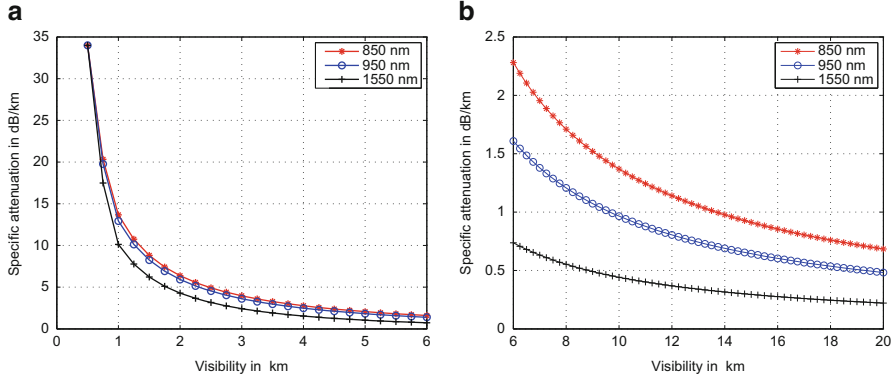 a
35
30
25
20
15
10
5
0
0
1
2
3
4
5
6
Specific attenuation in dB/km
Visibility in km
850 nm
950 nm
1550 nm
b
2.5
2
1.5
1
0.5
0
6
8
10
12
14
16
18
20
Specific attenuation in dB/km
Visibility in km
850 nm
950 nm
1550 nm